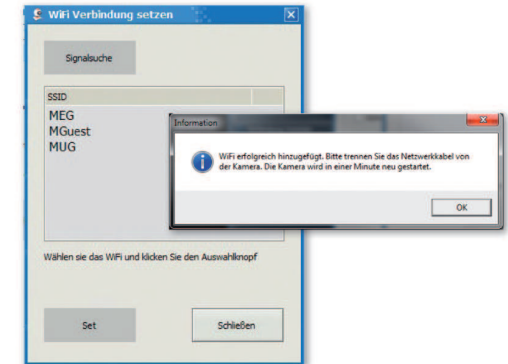 WiFi Verbindung setzen
Signalsuche
SSID
MEG
MGuest
MUG
Information
WiFi erfolgreich hinzugefügt. Bitte trennen Sie das Netzwerkkabel von
der Kamera. Die Kamera wird in einer Minute neu gestartet.
OK
Wählen sie das WiFi und klicken Sie den Auswahlknopf
Set
Schließen